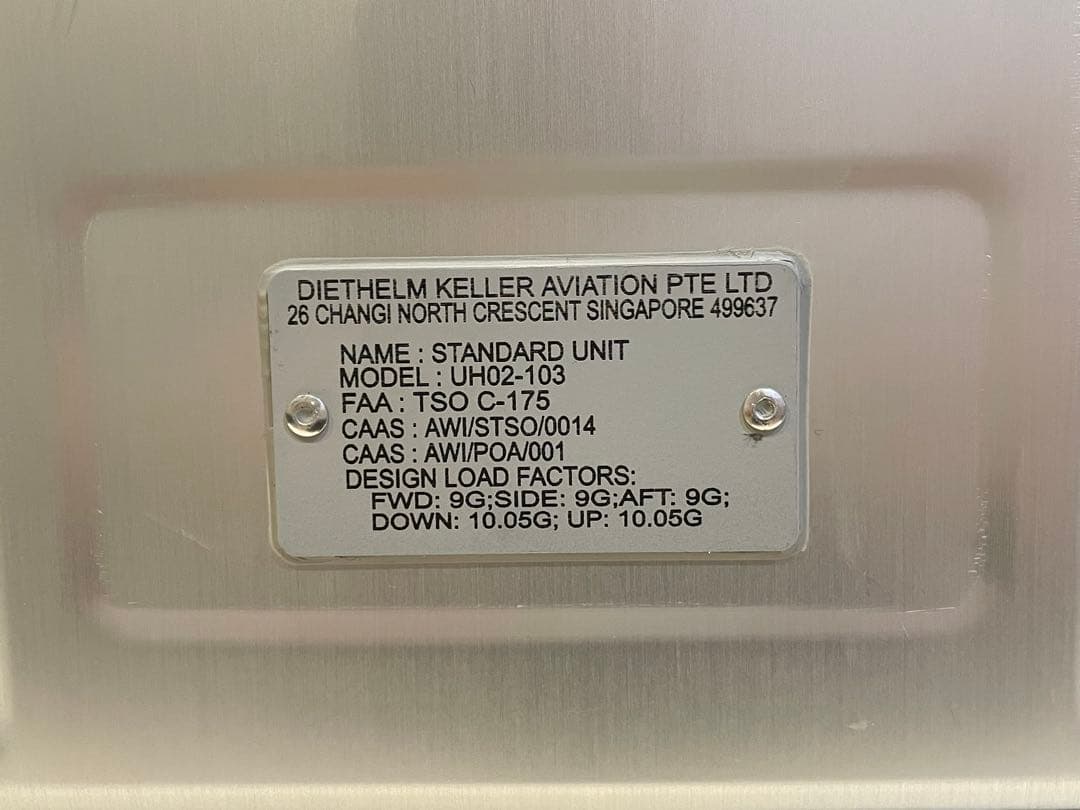 DIETHELM KELLER AVIATION PTE LTD
26 CHANGI NORTH CRESCENT SINGAPORE 499637
NAME : STANDARD UNIT
MODEL : UH02-103
FAA : TSO C-175
CAAS : AWI/STSO/0014
CAAS : AWI/POA/001
DESIGN LOAD FACTORS:
FWD: 9G;SIDE: 9G;AFT: 9G;
DOWN: 10.05G; UP: 10.05G